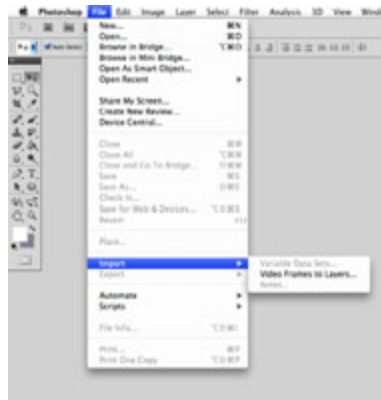 Photoshop File Edit Image Layer Select Filter Analysis 3D View Wind
New... ⌘N
Open... ⌘O
Browse in Bridge... ⌥⌘O
Browse in Mini Bridge...
Open As Smart Object...
Open Recent
Share My Screen...
Create New Review...
Device Central...
Close ⌘W
Close All ⌥⌘W
Close and Go To Bridge... ⇧⌘W
Save ⌘S
Save As... ⇧⌘S
Check In...
Save for Web & Devices... ⌥⇧⌘S
Revert
Place...
Import
Variable Data Sets...
Video Frames to Layers...
Notes...
Export
Automate
Scripts
File Info... ⌥⇧⌘I
Print... ⌘P
Print One Copy ⌥⇧⌘P